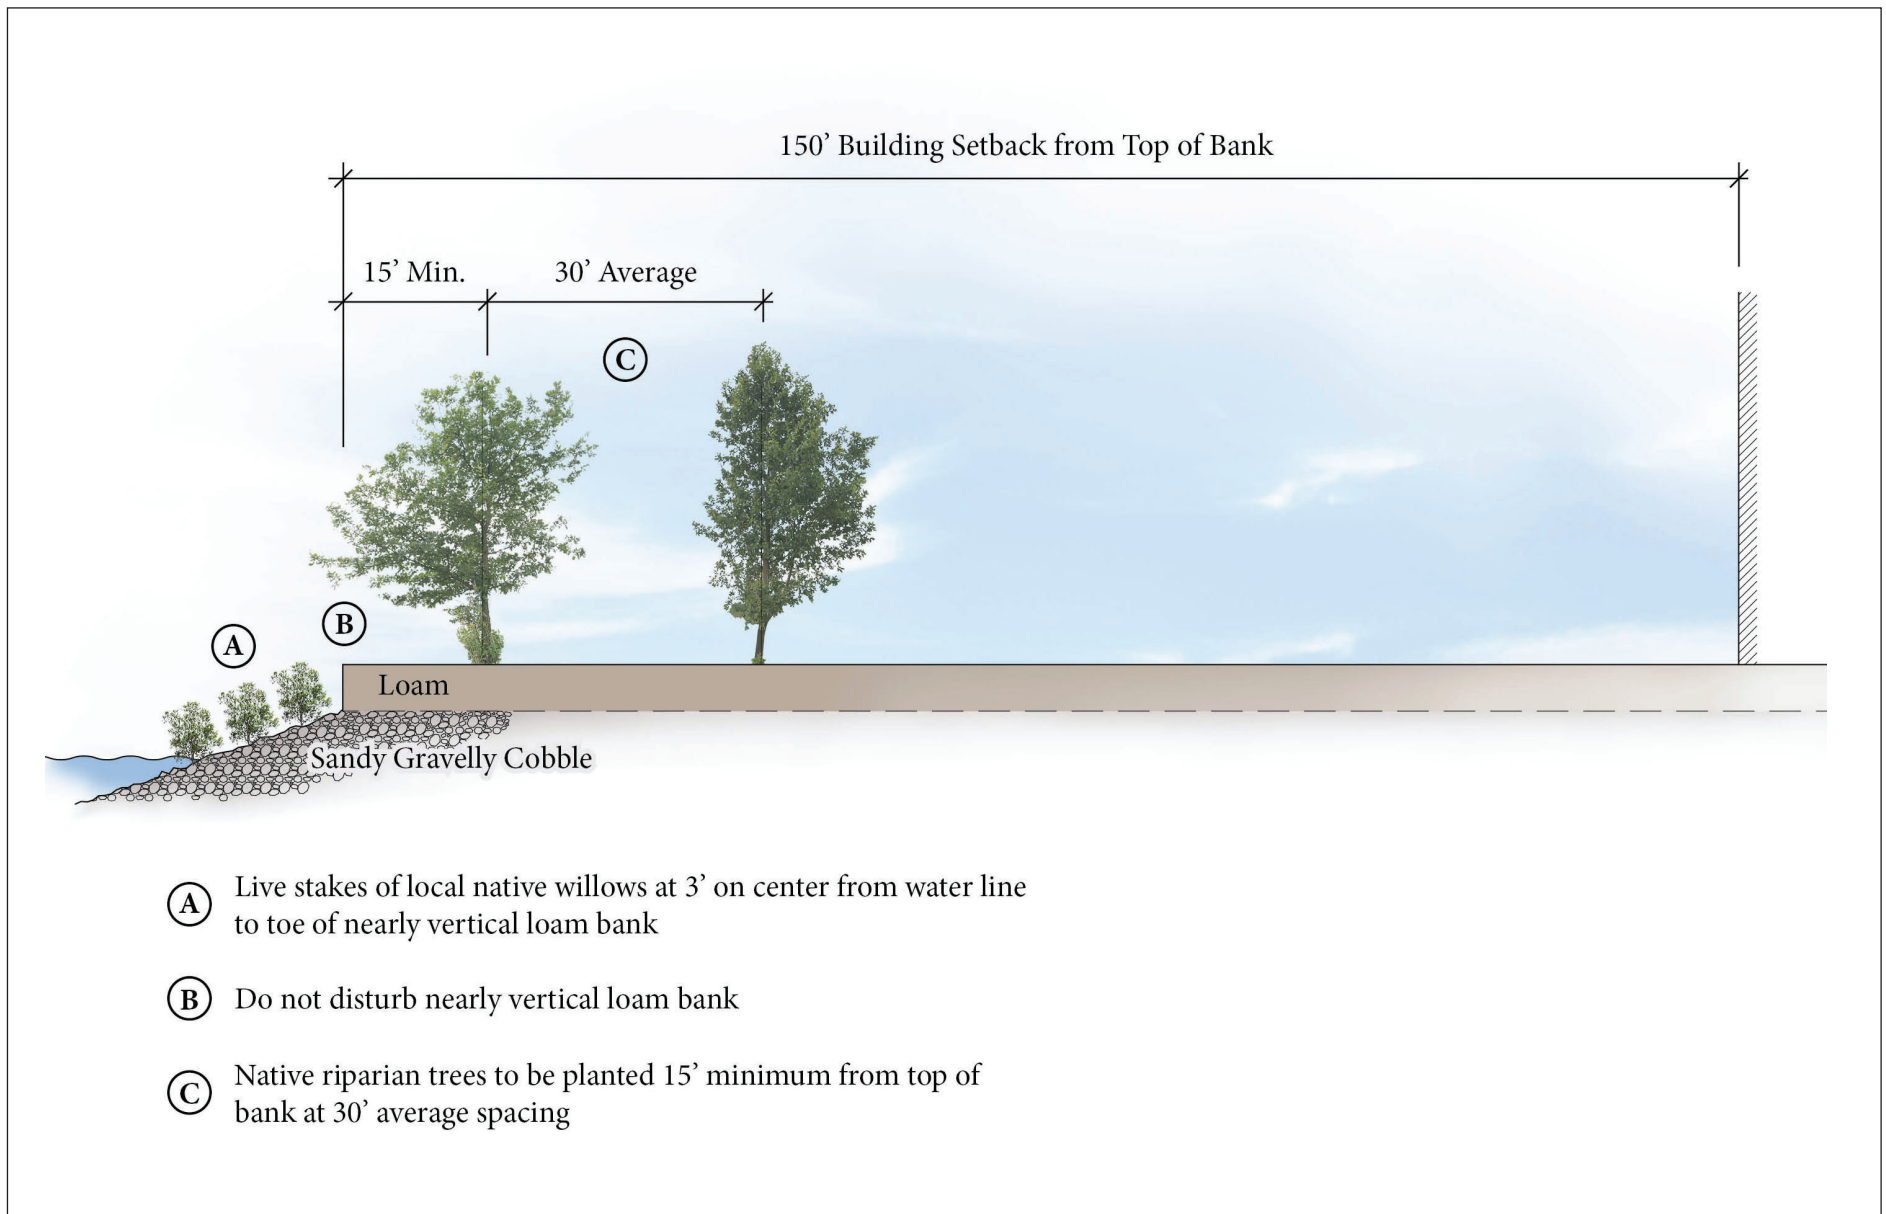 150’ Building Setback from Top of Bank
15’ Min.
30’ Average
C
B
A
Loam
Sandy Gravelly Cobble
A
Live stakes of local native willows at 3’ on center from water line
to toe of nearly vertical loam bank
B
Do not disturb nearly vertical loam bank
C
Native riparian trees to be planted 15’ minimum from top of
bank at 30’ average spacing